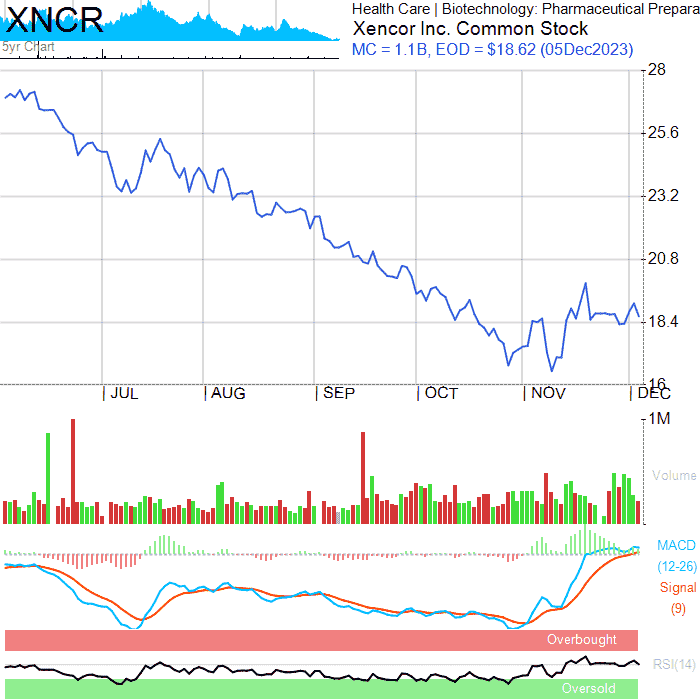 XNCR
5yr Chart
Health Care | Biotechnology: Pharmaceutical Prepara
Xencor Inc. Common Stock
MC = 1.1B, EOD = $18.62 (05Dec2023)
28
25.6
23.2
20.8
18.4
16
JUL AUG SEP OCT NOV DEC
1M
Volume
MACD
(12-26)
Signal
(9)
Overbought
RSI(14)
Oversold